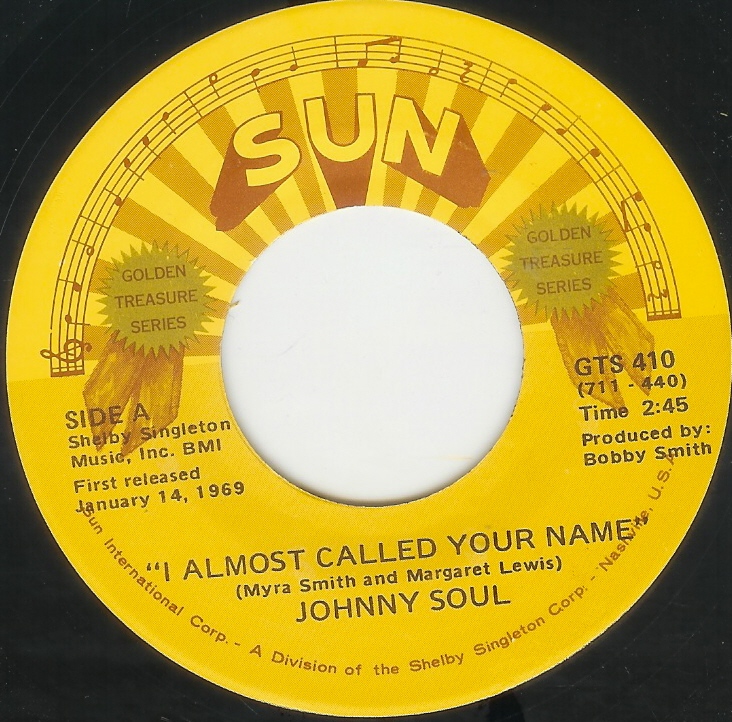 SUN
GOLDEN
TREASURE
SERIES
GOLDEN
TREASURE
SERIES
SIDE A
Shelby Singleton
Music, Inc. BMI
First released
January 14, 1969
GTS 410
(711 - 440)
Time 2:45
Produced by:
Bobby Smith
"I ALMOST CALLED YOUR NAME"
(Myra Smith and Margaret Lewis)
JOHNNY SOUL
Sun International Corp. - A Division of the Shelby Singleton Corp. - Nashville, U.S.A.